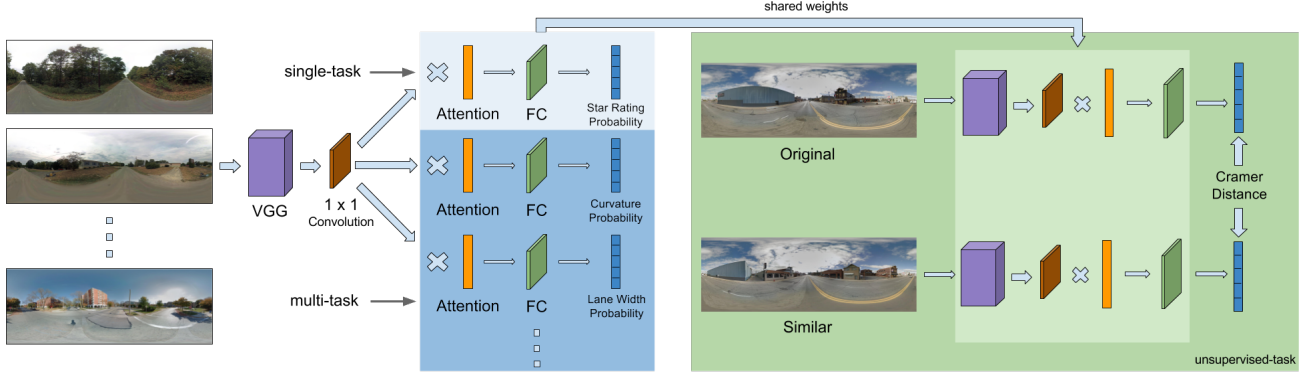 shared weights
single-task
Attention
FC
Star Rating
Probability
VGG
1 x 1
Convolution
Attention
FC
Curvature
Probability
multi-task
Attention
FC
Lane Width
Probability
Original
Similar
Cramer
Distance
unsupervised-task